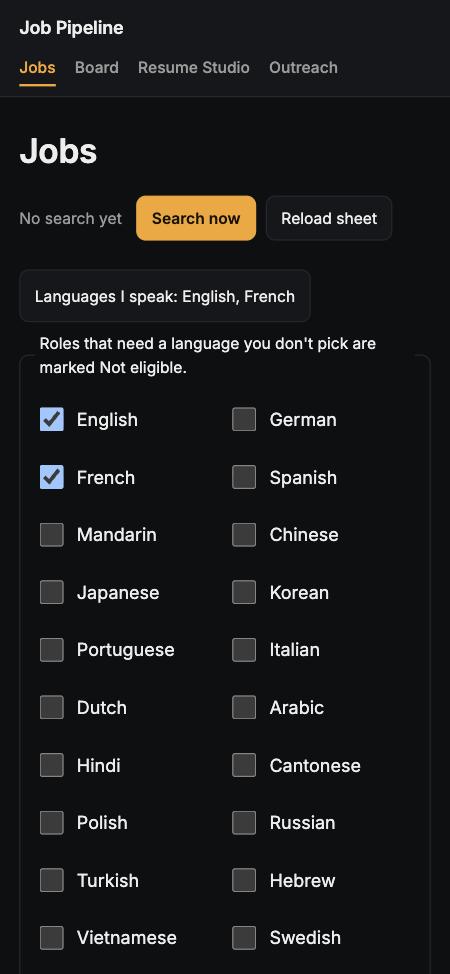 Job Pipeline
Jobs Board Resume Studio Outreach
Jobs
No search yet Search now Reload sheet
Languages I speak: English, French
Roles that need a language you don't pick are
marked Not eligible.
English German
French Spanish
Mandarin Chinese
Japanese Korean
Portuguese Italian
Dutch Arabic
Hindi Cantonese
Polish Russian
Turkish Hebrew
Vietnamese Swedish